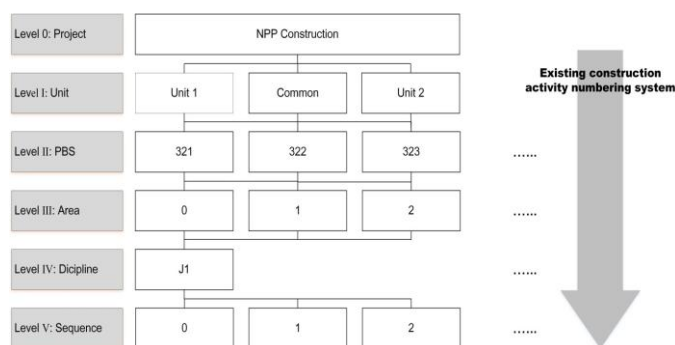 Level 0: Project
NPP Construction
Existing construction
activity numbering system
Level I: Unit
Unit 1
Common
Unit 2
Level II: PBS
321
322
323
......
Level III: Area
0
1
2
......
Level IV: Dicipline
J1
......
Level V: Sequence
0
1
2
......